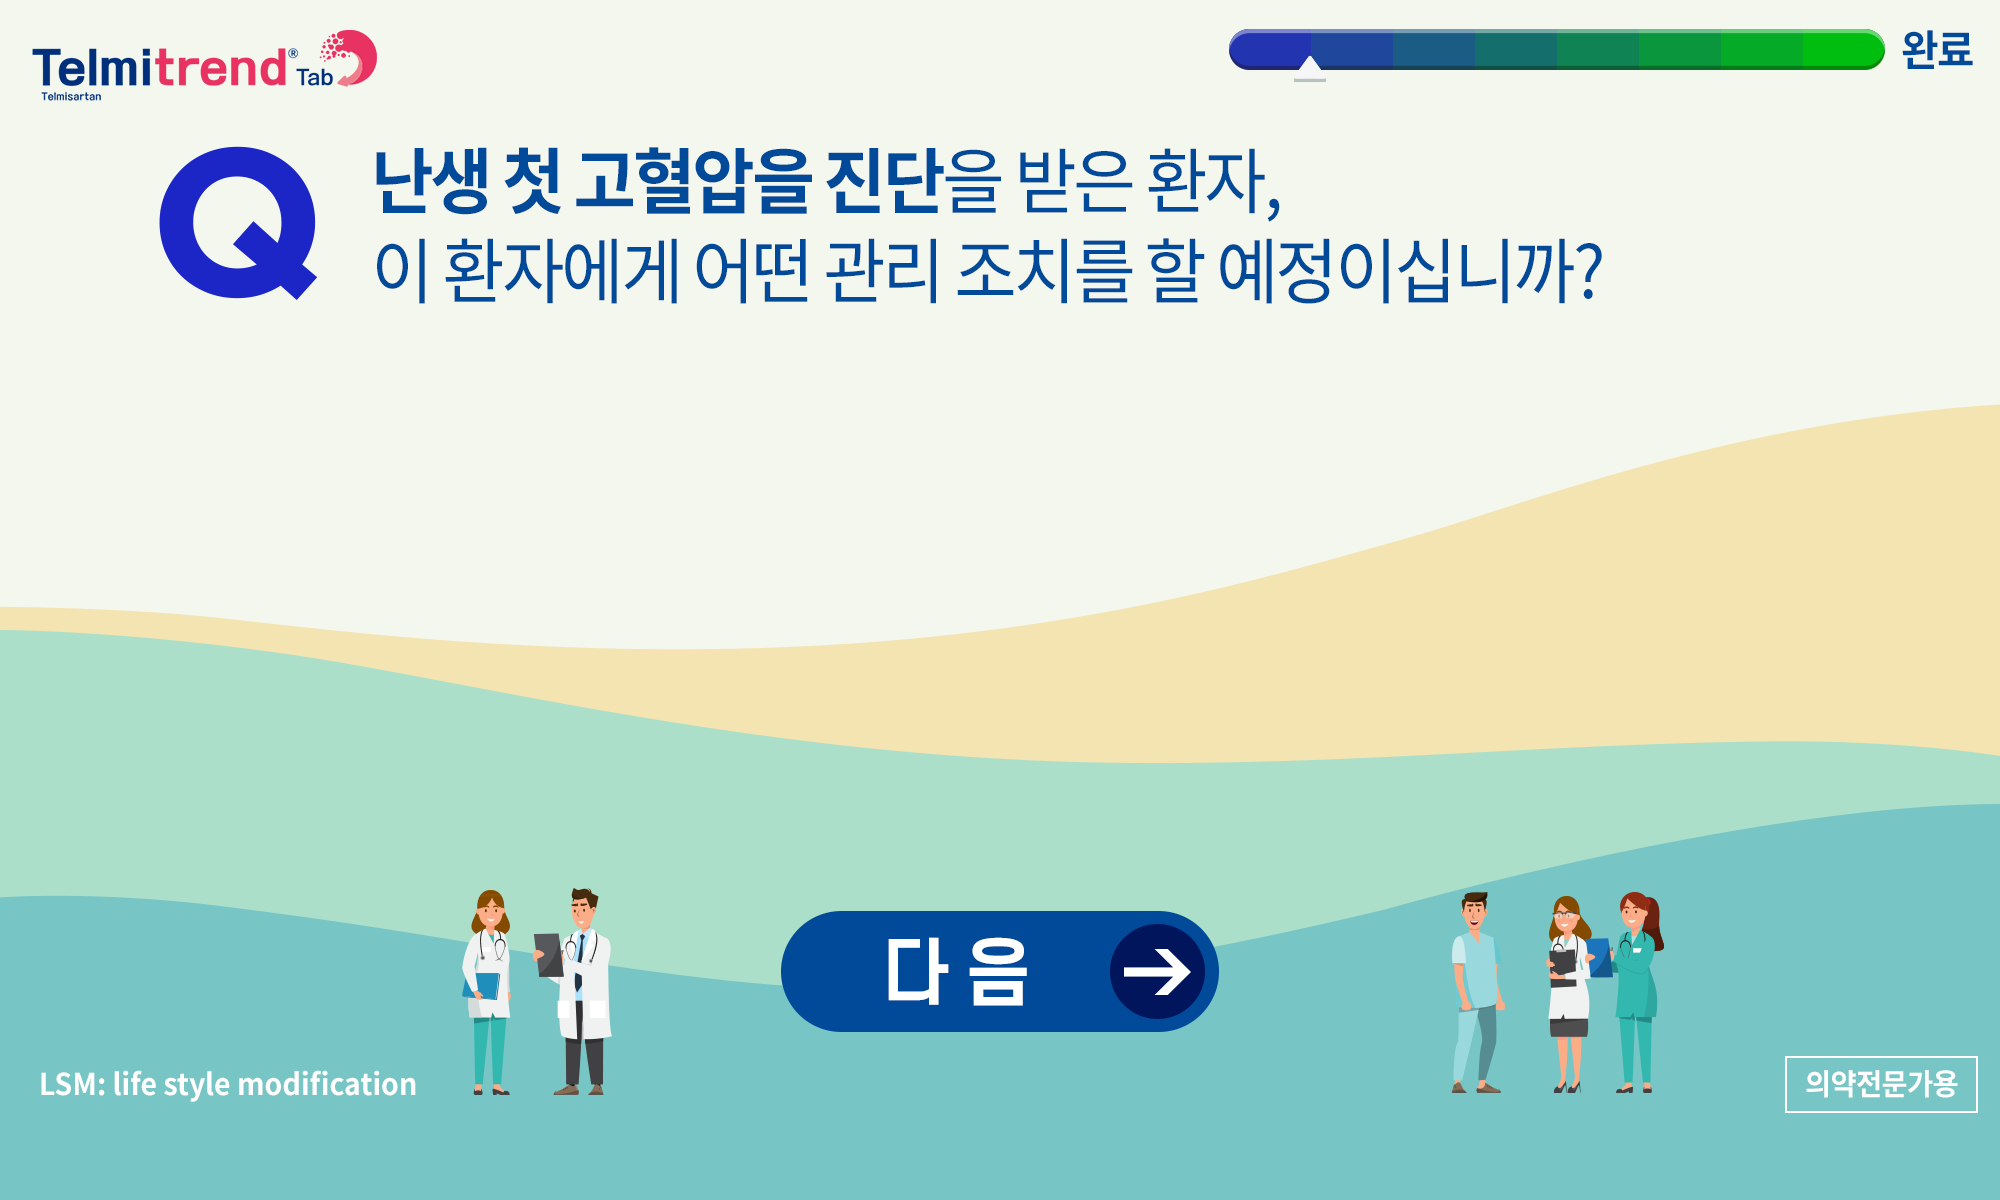 Telmitrend® Tab
Telmisartan
완료
Q
난생 첫 고혈압을 진단을 받은 환자,
이 환자에게 어떤 관리 조치를 할 예정이십니까?
다음
LSM: life style modification
의약전문가용